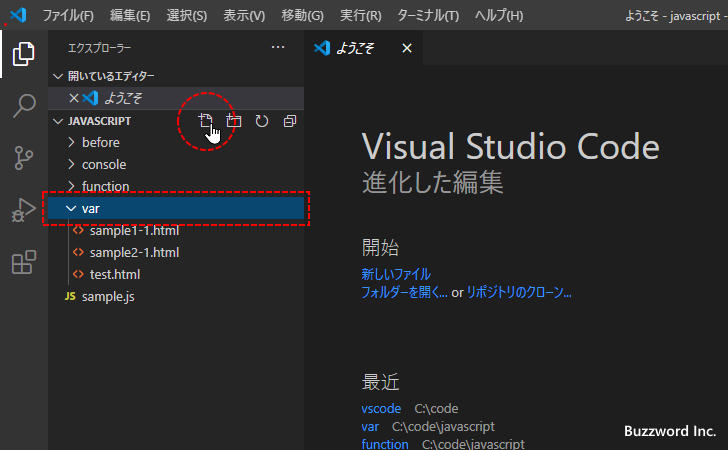 ファイル(F) 編集(E) 選択(S) 表示(V) 移動(G) 実行(R) ターミナル(T) ヘルプ(H) ようこそ - javascript -
エクスプローラー ...
開いているエディター
ようこそ
JAVASCRIPT
before
console
function
var
sample1-1.html
sample2-1.html
test.html
JS sample.js
ようこそ
Visual Studio Code
進化した編集
開始
新しいファイル
フォルダーを開く... or リポジトリのクローン...
最近
vscode C:\code
var C:\code\javascript
function C:\code\javascript
Buzzword Inc.